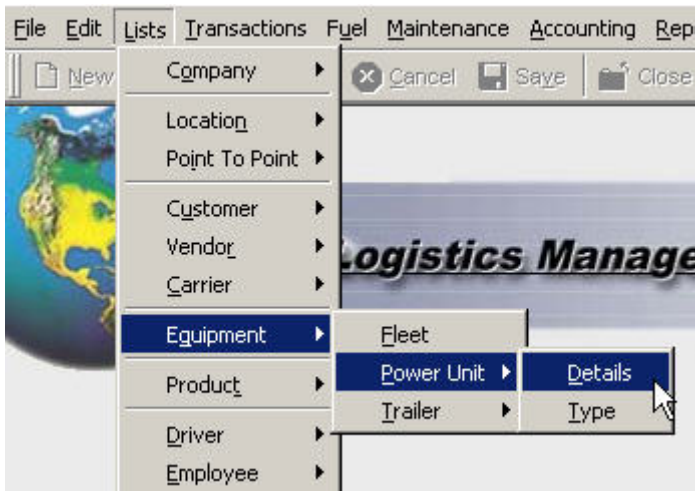 File Edit Lists Transactions Fuel Maintenance Accounting Rep
New Cancel Save Close
Company
Location
Point To Point
Customer
Vendor
Logistics Manage
Carrier
Equipment
Fleet
Power Unit Details
Product
Trailer Type
Driver
Employee